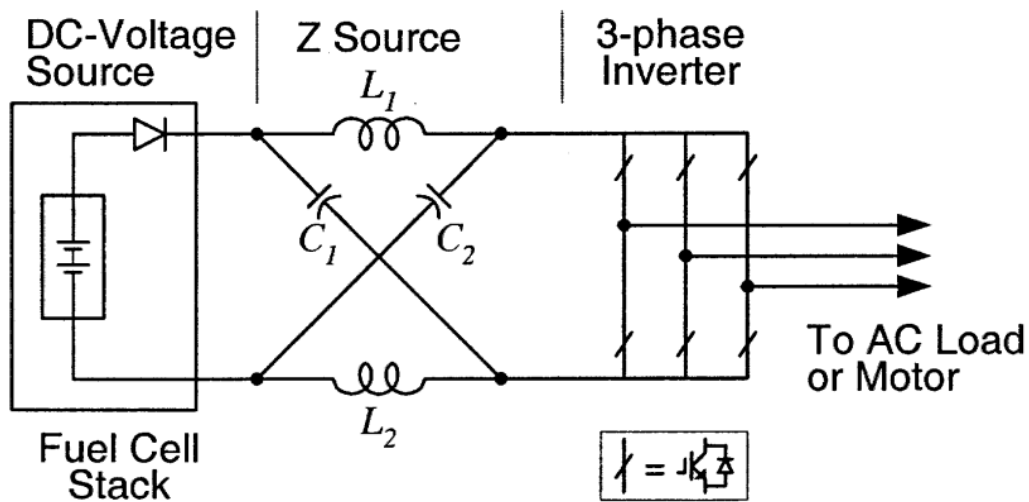 DC-Voltage
Source
Z Source
3-phase
Inverter
L1
C1
C2
L2
To AC Load
or Motor
Fuel Cell
Stack
=